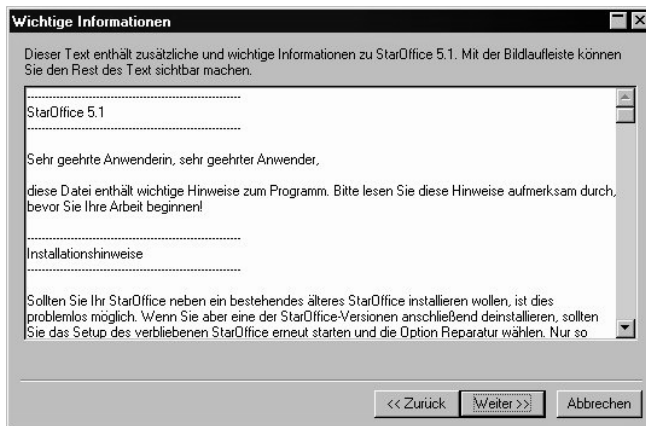 Wichtige Informationen
Dieser Text enthält zusätzliche und wichtige Informationen zu StarOffice 5.1. Mit der Bildlaufleiste können
Sie den Rest des Text sichtbar machen.
------------------------------------------------------------
StarOffice 5.1
------------------------------------------------------------
Sehr geehrte Anwenderin, sehr geehrter Anwender,
diese Datei enthält wichtige Hinweise zum Programm. Bitte lesen Sie diese Hinweise aufmerksam durch,
bevor Sie Ihre Arbeit beginnen!
------------------------------------------------------------
Installationshinweise
------------------------------------------------------------
Sollten Sie Ihr StarOffice neben ein bestehendes älteres StarOffice installieren wollen, ist dies
problemlos möglich. Wenn Sie aber eine der StarOffice-Versionen anschließend deinstallieren, sollten
Sie das Setup des verbliebenen StarOffice erneut starten und die Option Reparatur wählen. Nur so
<< Zurück Weiter >> Abbrechen